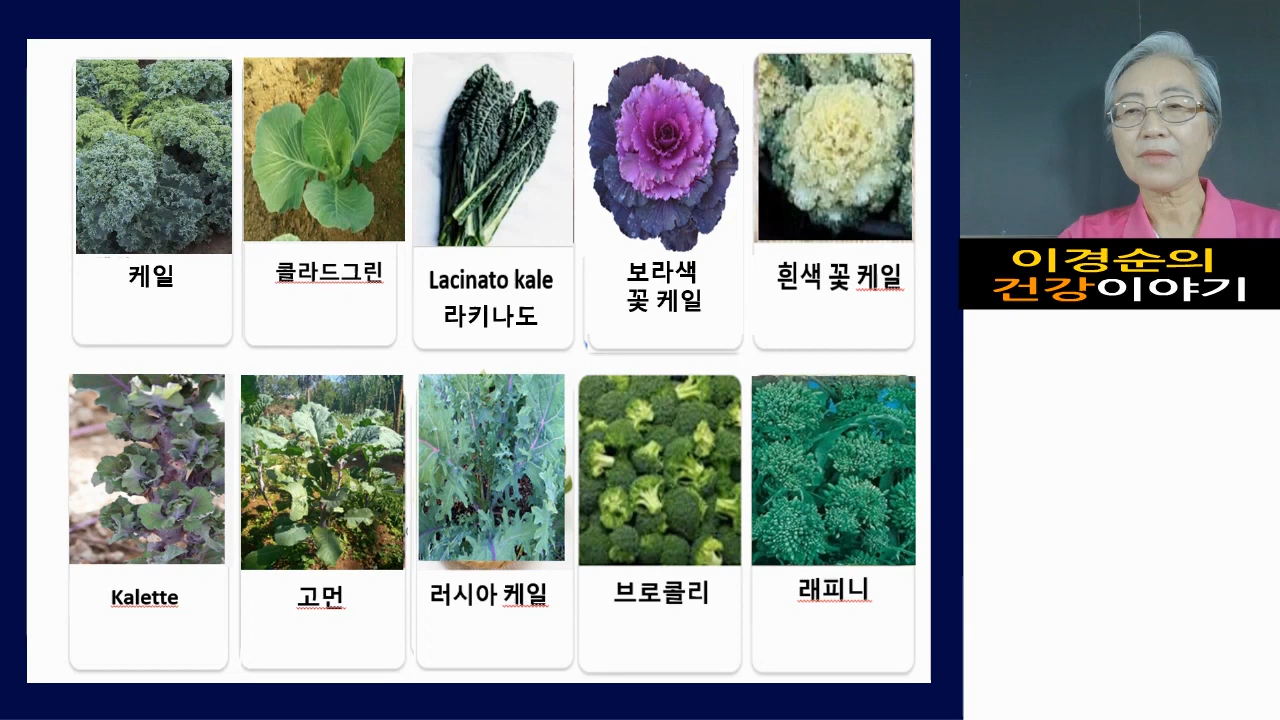 케일
콜라드그린
Lacinato kale
라키나도
보라색
꽃 케일
흰색 꽃 케일
Kalette
고먼
러시아 케일
브로콜리
래피니
이경순의
건강이야기